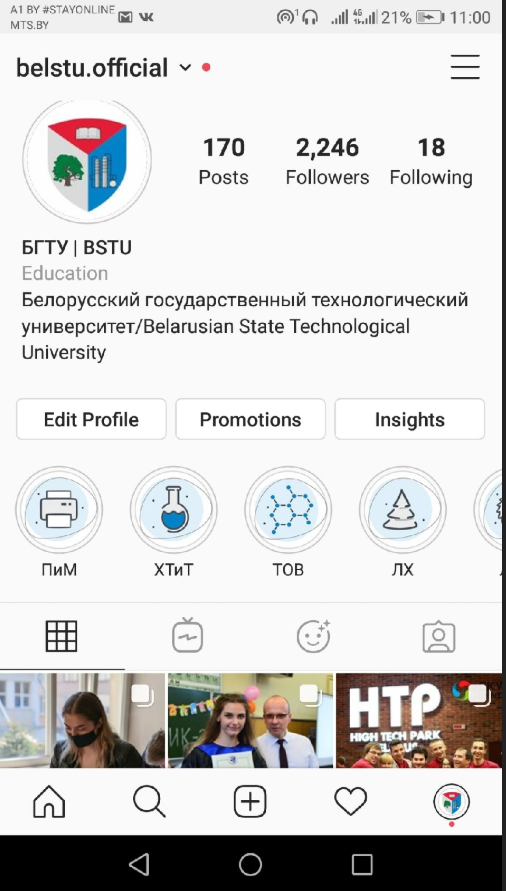 A1 BY #STAYONLINE
MTS.BY
1 4G 21% 11:00
belstu.official
170 2,246 18
Posts Followers Following
БГТУ | BSTU
Education
Белорусский государственный технологический
университет/Belarusian State Technological
University
Edit Profile Promotions Insights
ПиМ ХТиТ ТОВ ЛХ
HTP
HIGH TECH PARK